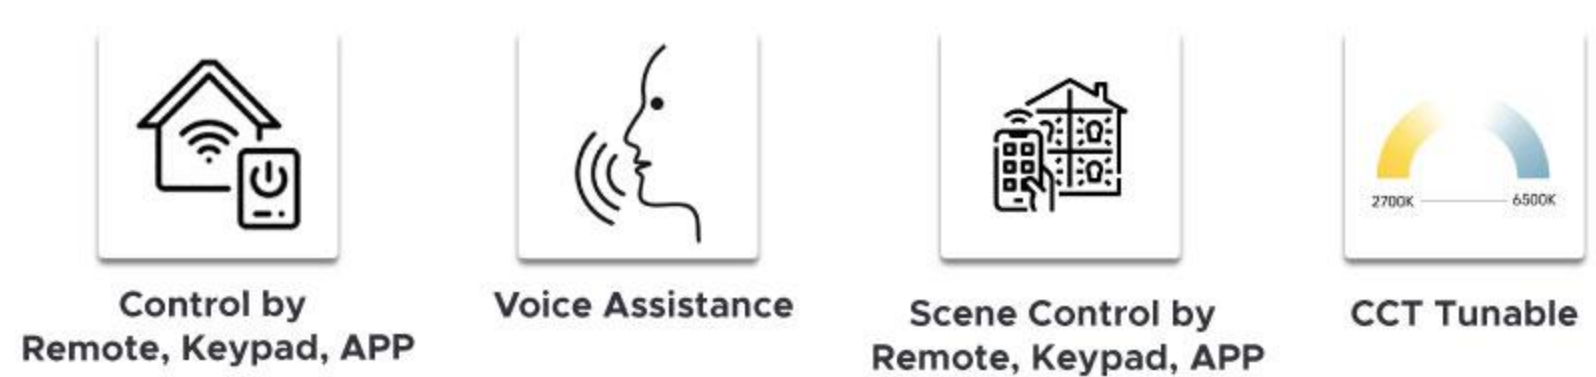 2700K
6500K
Control by
Remote, Keypad, APP
Voice Assistance
Scene Control by
Remote, Keypad, APP
CCT Tunable